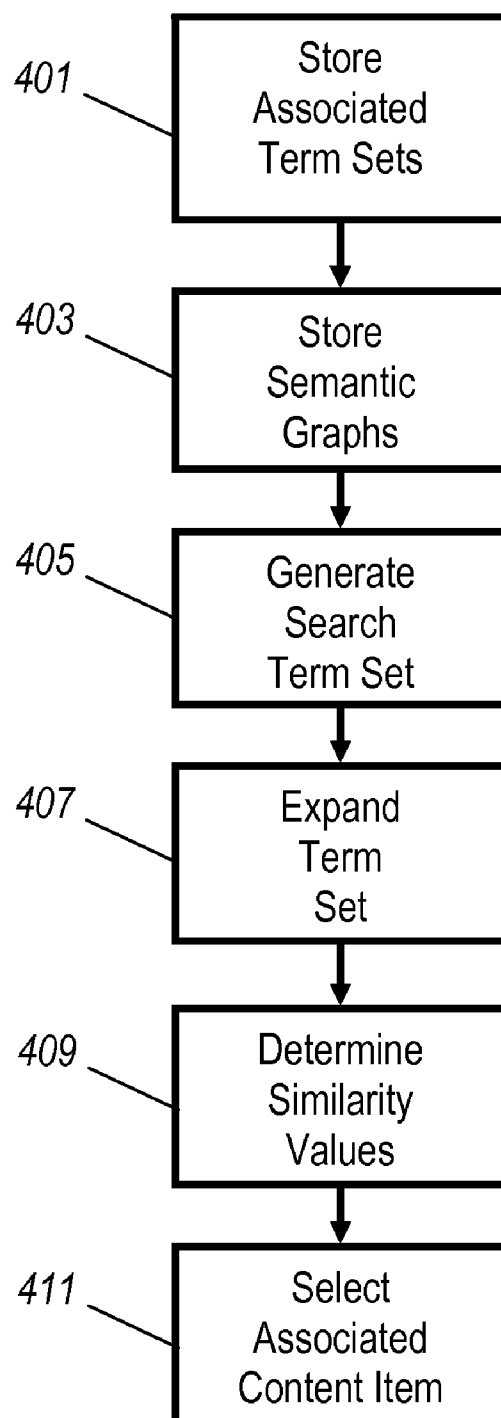 401
Store
Associated
Term Sets
403
Store
Semantic
Graphs
405
Generate
Search
Term Set
407
Expand
Term
Set
409
Determine
Similarity
Values
411
Select
Associated
Content Item